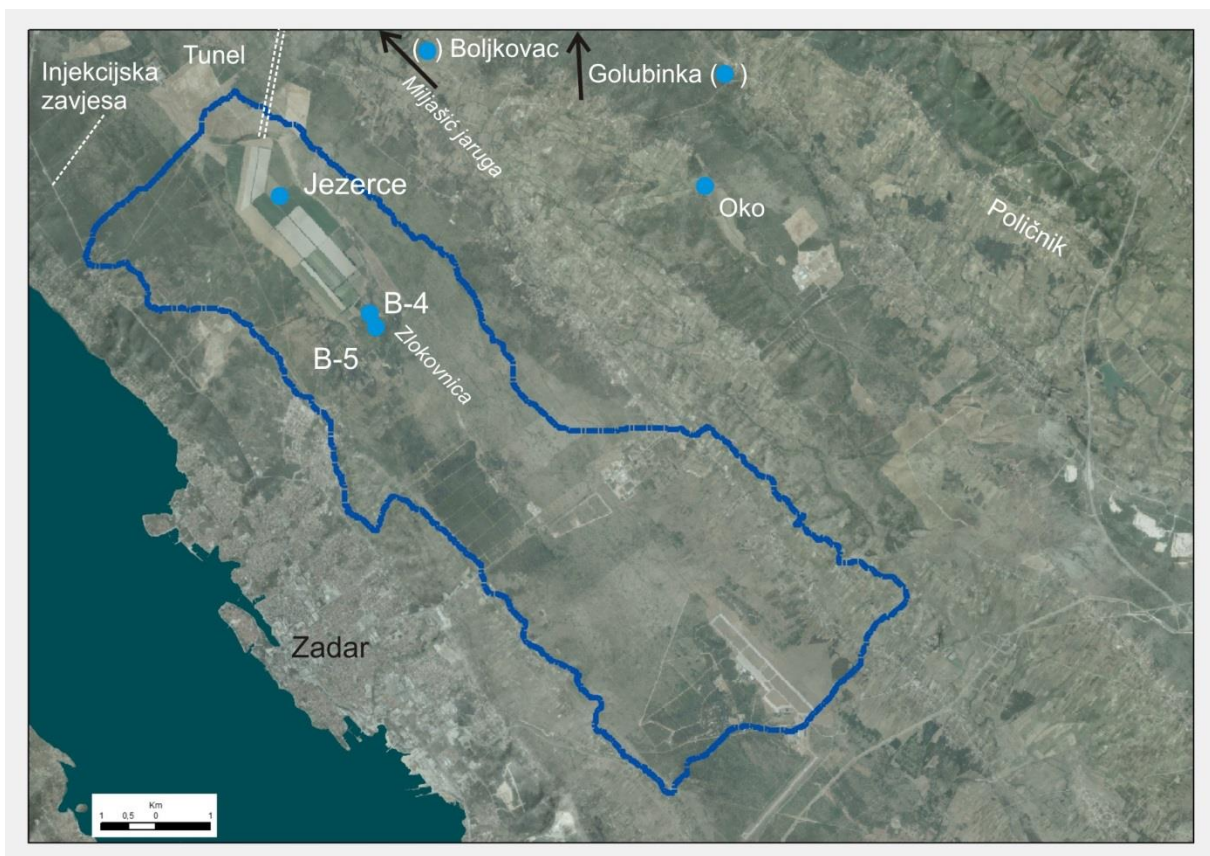 Tunel
( ) Boljkovac
Injekcijska
zavjesa
Golubinka ( )
Miljašić jaruga
Jezerce
Oko
Poličnik
B-4
B-5
Zlokovnica
Zadar
Km
1 0,5 0 1